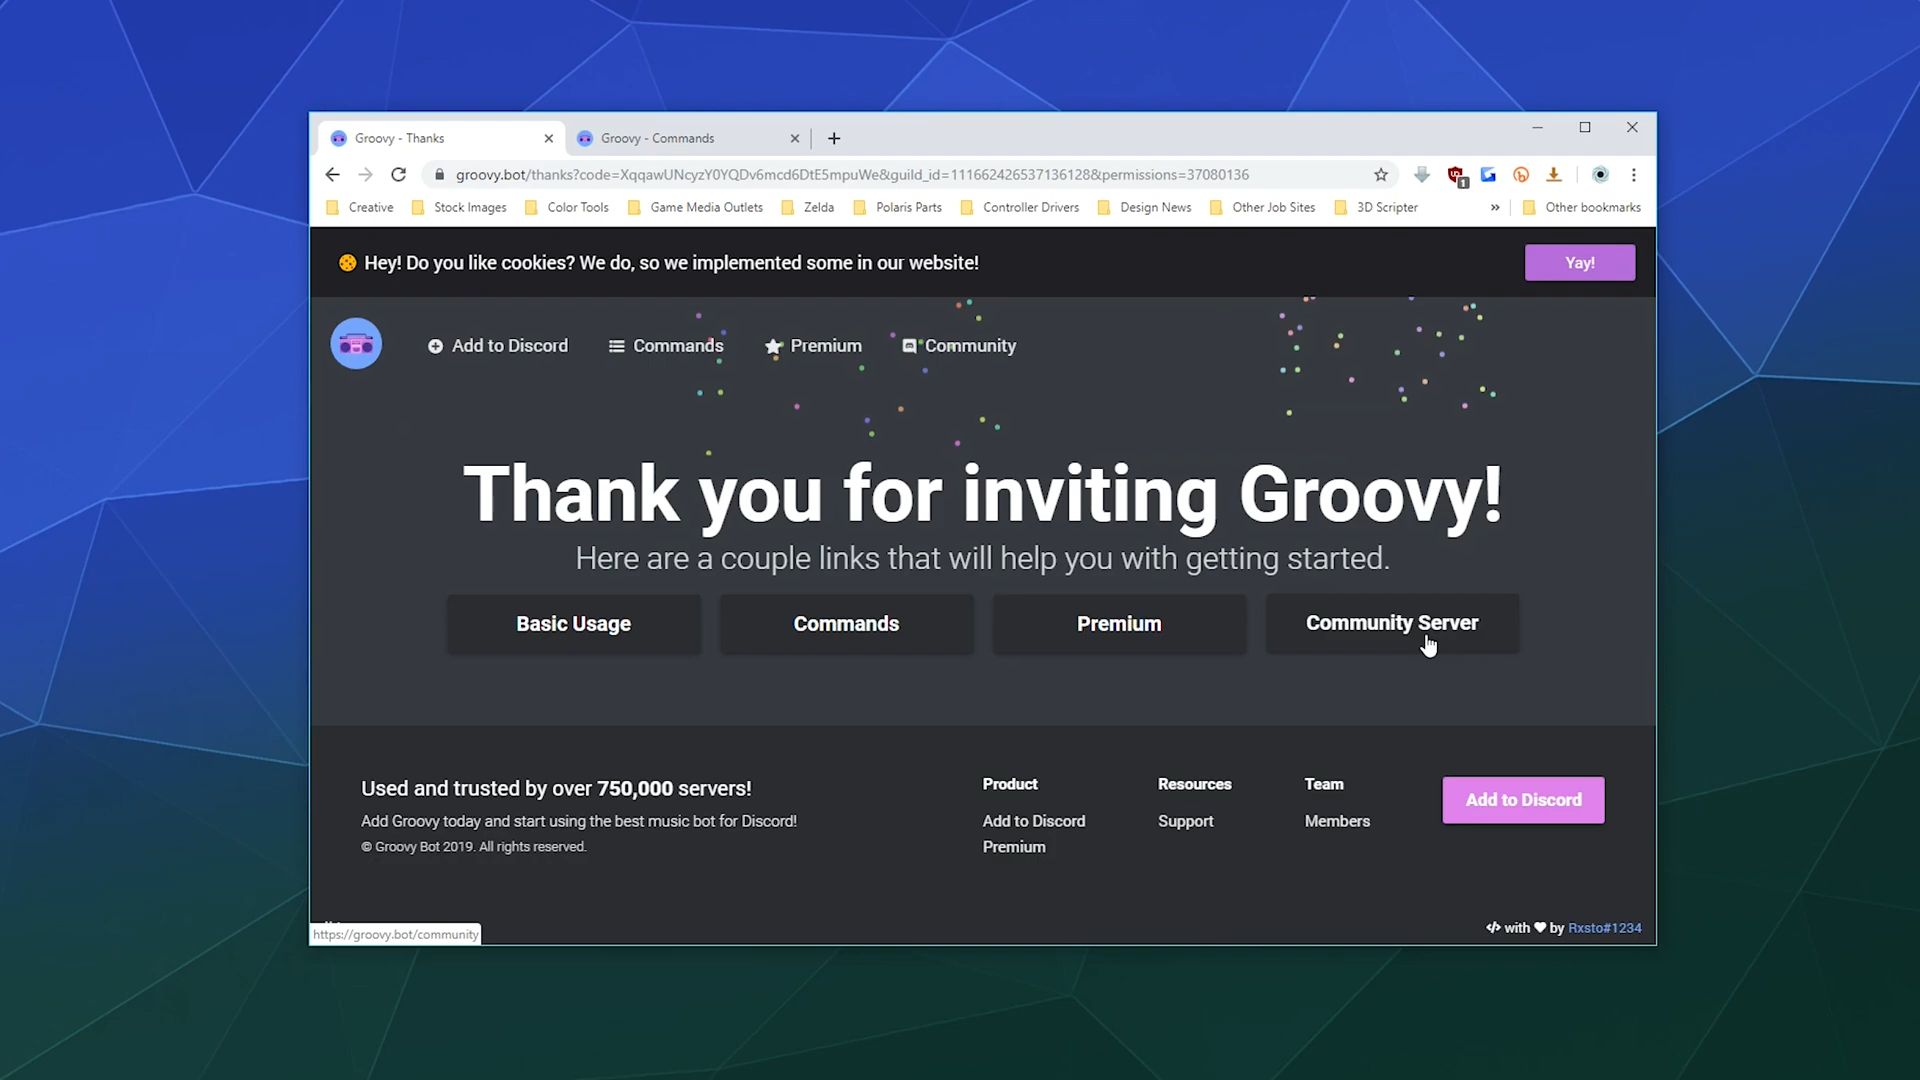 Groovy - Thanks
Groovy - Commands
groovy.bot/thanks?code=XqqawUNcyzY0YQDv6mcd6DtE5mpuWe&guild_id=111662426537136128&permissions=37080136
1
Creative
Stock Images
Color Tools
Game Media Outlets
Zelda
Polaris Parts
Controller Drivers
Design News
Other Job Sites
3D Scripter
»
Other bookmarks
Hey! Do you like cookies? We do, so we implemented some in our website!
Yay!
Add to Discord
Commands
Premium
Community
Thank you for inviting Groovy!
Here are a couple links that will help you with getting started.
Basic Usage
Commands
Premium
Community Server
Used and trusted by over 750,000 servers!
Add Groovy today and start using the best music bot for Discord!
© Groovy Bot 2019. All rights reserved.
Product
Add to Discord
Premium
Resources
Support
Team
Members
Add to Discord
https://groovy.bot/community
</> with ♥ by Rxsto#1234